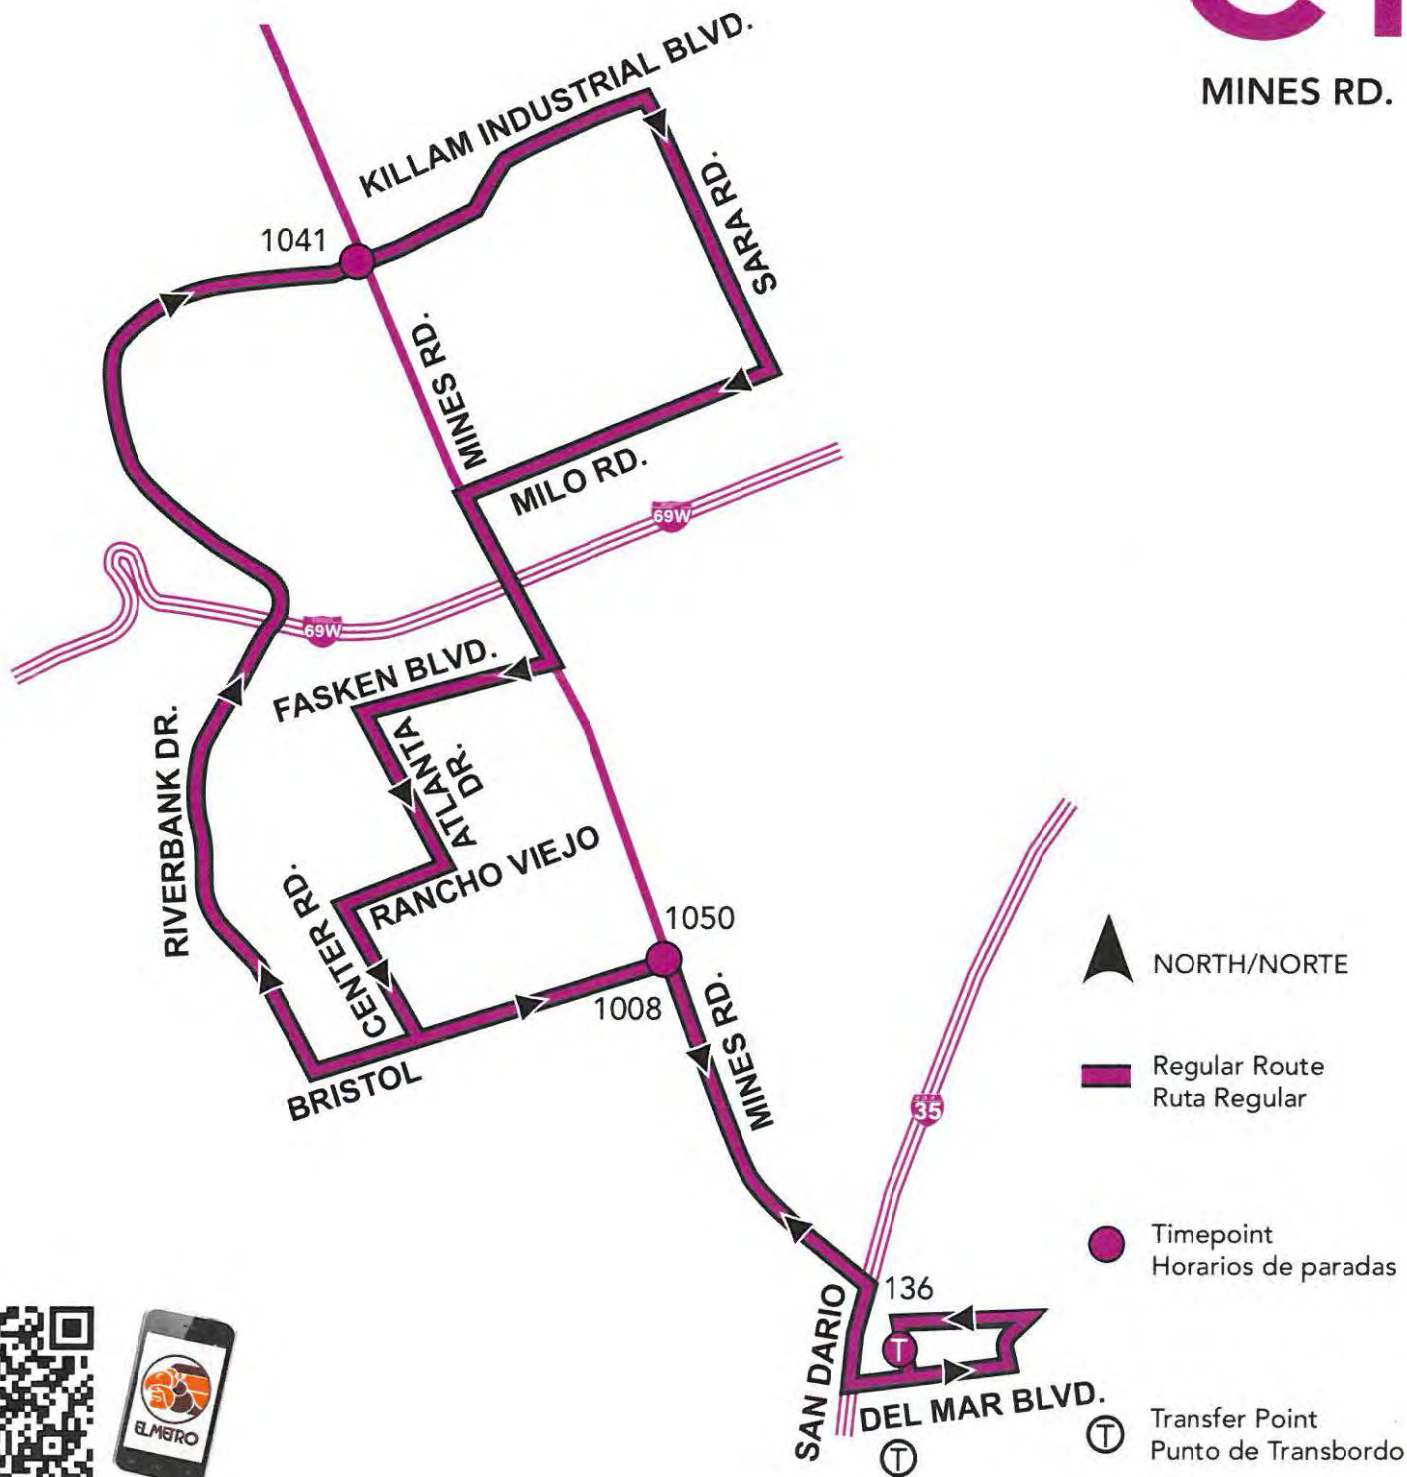 MINES RD.
KILLAM INDUSTRIAL BLVD.
SARA RD.
1041
MINES RD.
MILO RD.
69W
69W
FASKEN BLVD.
ATLANTA
DR.
RIVERBANK DR.
RANCHO VIEJO
CENTER RD.
1050
1008
BRISTOL
MINES RD.
NORTH/NORTE
Regular Route
Ruta Regular
35
Timepoint
Horarios de paradas
136
SAN DARIO
T
DEL MAR BLVD.
T
T
Transfer Point
Punto de Transbordo
EL METRO